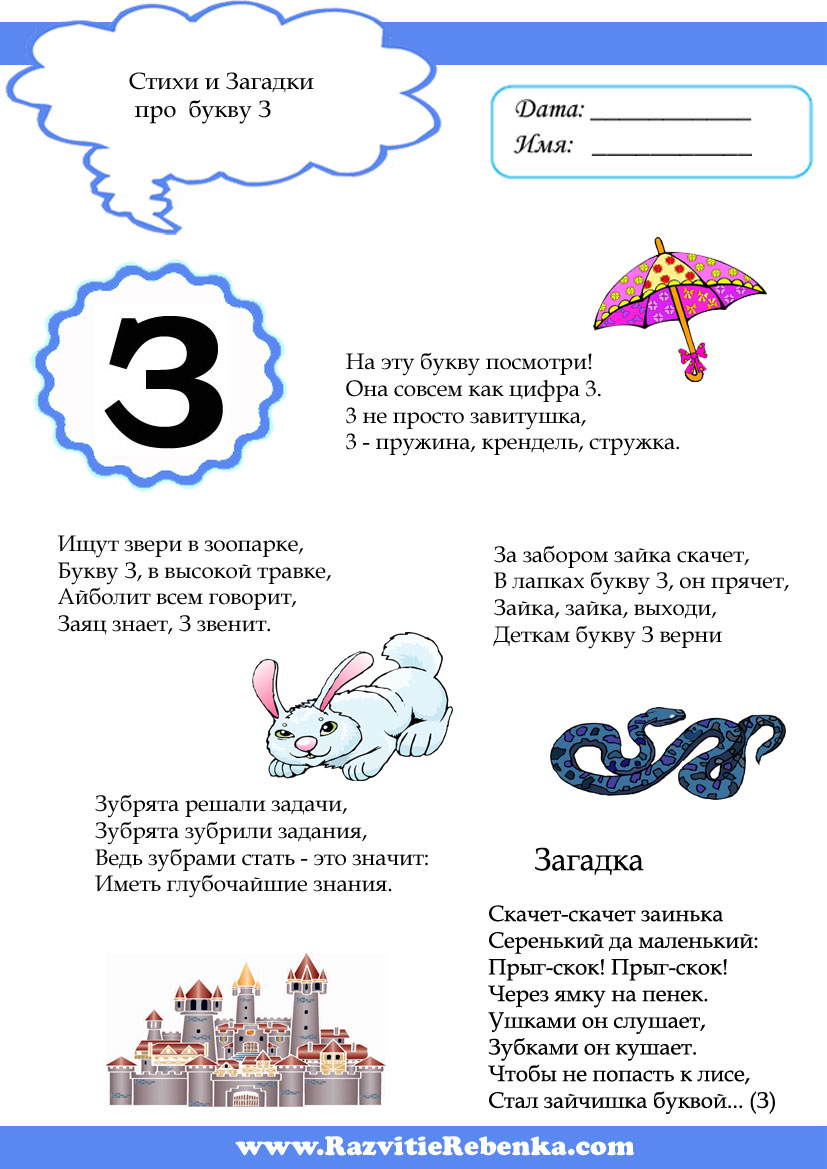 Стихи и Загадки
про букву З
Дата: _____________
Имя: _____________
З
На эту букву посмотри!
Она совсем как цифра 3.
З не просто завитушка,
З - пружина, крендель, стружка.
Ищут звери в зоопарке,
Букву З, в высокой травке,
Айболит всем говорит,
Заяц знает, З звенит.
За забором зайка скачет,
В лапках букву З, он прячет,
Зайка, зайка, выходи,
Деткам букву З верни
Зубрята решали задачи,
Зубрята зубрили задания,
Ведь зубрами стать - это значит:
Иметь глубочайшие знания.
Загадка
Скачет-скачет заинька
Серенький да маленький:
Прыг-скок! Прыг-скок!
Через ямку на пенек.
Ушками он слушает,
Зубками он кушает.
Чтобы не попасть к лисе,
Стал зайчишка буквой... (З)
www.RazvitieRebenka.com